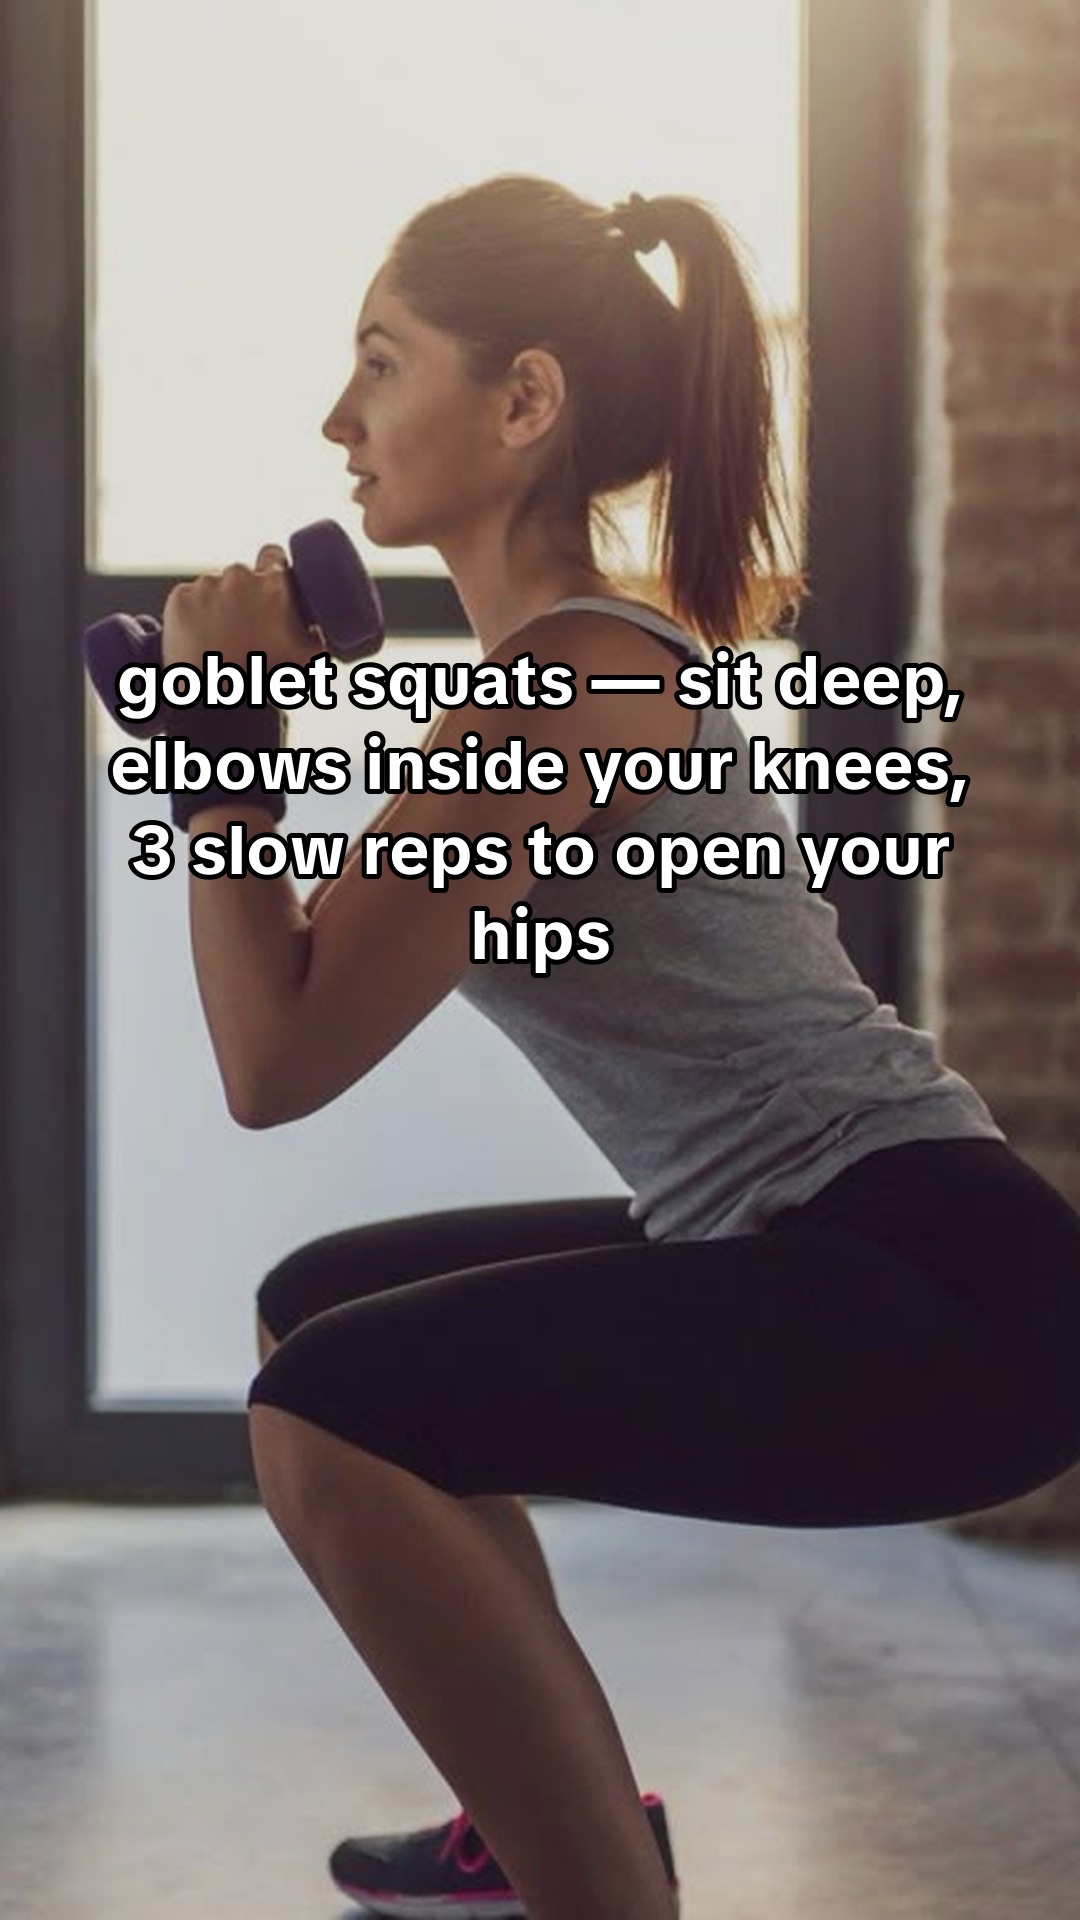 goblet squats — sit deep,
elbows inside your knees,
3 slow reps to open your
hips